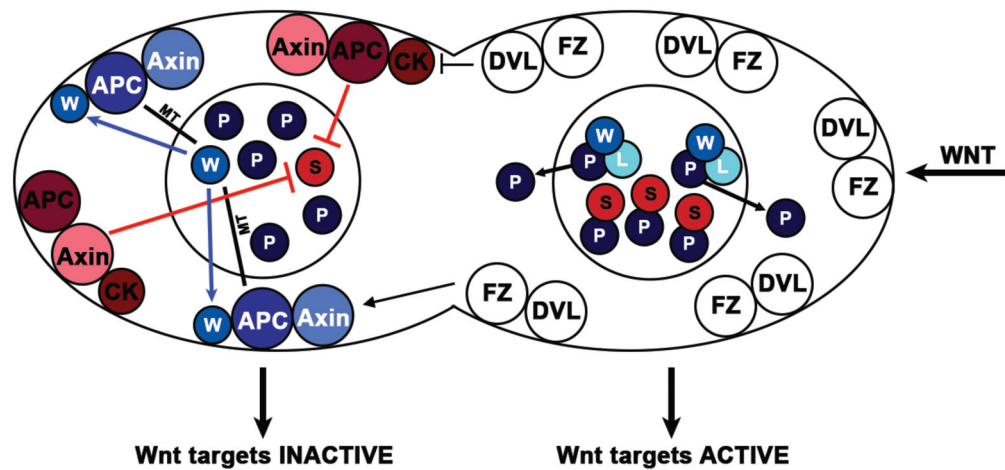 Axin
APC
W
MT
Axin
APC
CK
DVL
FZ
DVL
FZ
DVL
FZ
WNT
P
P
P
W
S
P
P
MT
APC
Axin
CK
W
APC
Axin
W
P
L
W
P
L
P
P
S
S
S
P
P
P
FZ
DVL
FZ
DVL
Wnt targets INACTIVE
Wnt targets ACTIVE